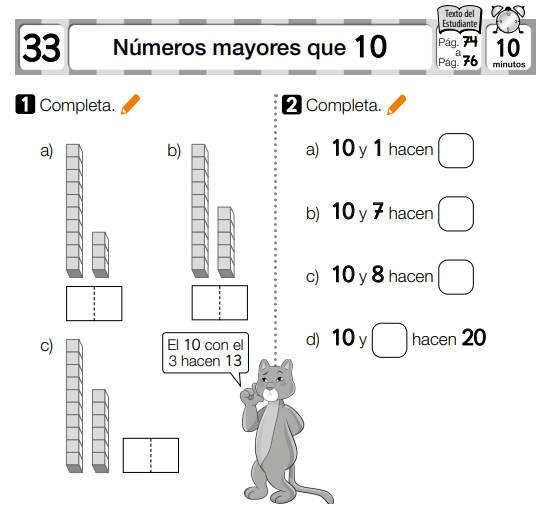 33
Números mayores que 10
Texto del
Estudiante
Pág. 74
a
Pág. 76
10
minutos
1 Completa.
a)
b)
c)
El 10 con el
3 hacen 13
2 Completa.
a) 10 y 1 hacen
b) 10 y 7 hacen
c) 10 y 8 hacen
d) 10 y hacen 20